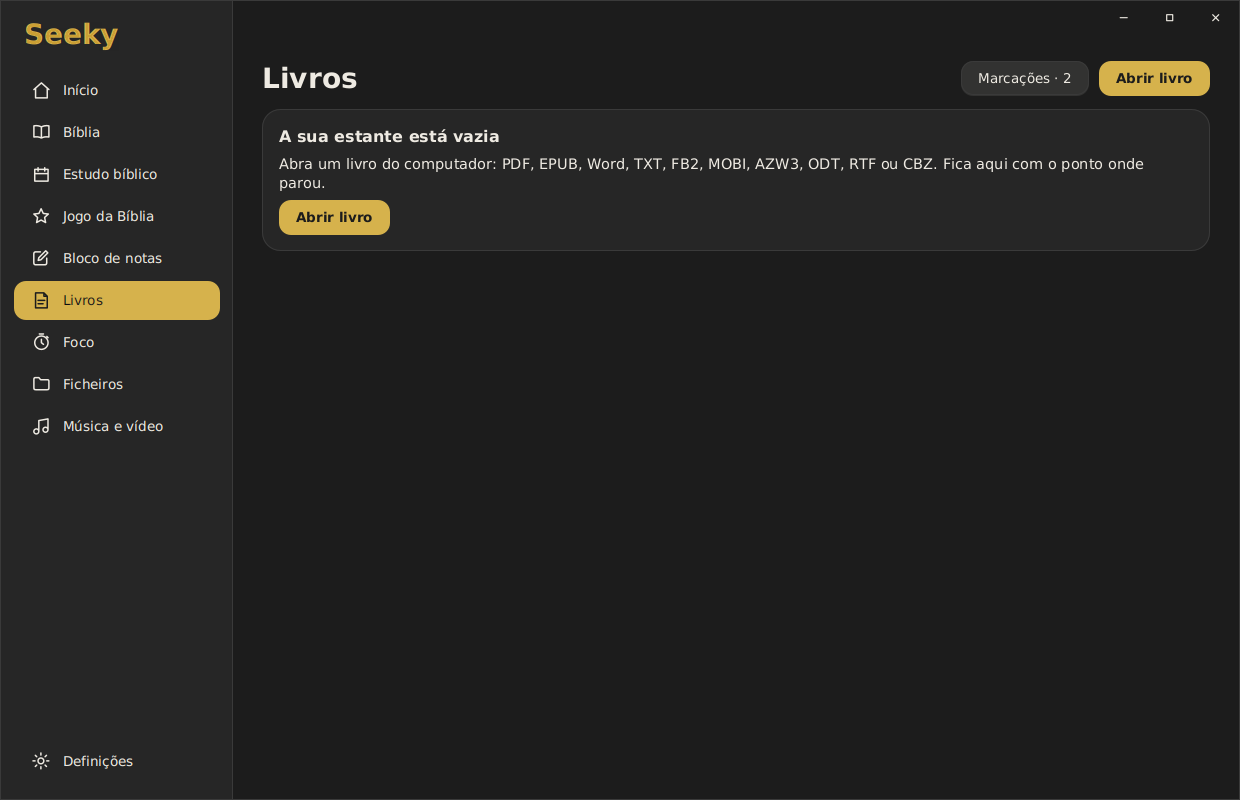 Seeky
Início
Bíblia
Estudo bíblico
Jogo da Bíblia
Bloco de notas
Livros
Foco
Ficheiros
Música e vídeo
Definições
Livros
Marcações · 2
Abrir livro
A sua estante está vazia
Abra um livro do computador: PDF, EPUB, Word, TXT, FB2, MOBI, AZW3, ODT, RTF ou CBZ. Fica aqui com o ponto onde
parou.
Abrir livro